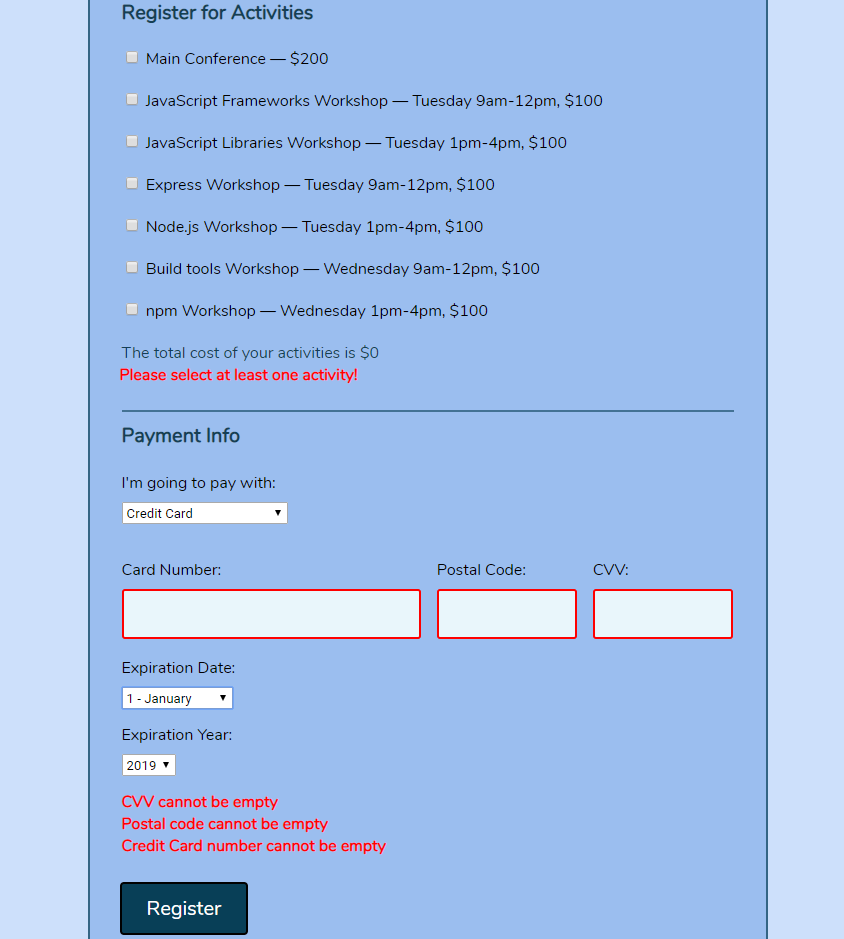 Register for Activities
Main Conference — $200
JavaScript Frameworks Workshop — Tuesday 9am-12pm, $100
JavaScript Libraries Workshop — Tuesday 1pm-4pm, $100
Express Workshop — Tuesday 9am-12pm, $100
Node.js Workshop — Tuesday 1pm-4pm, $100
Build tools Workshop — Wednesday 9am-12pm, $100
npm Workshop — Wednesday 1pm-4pm, $100
The total cost of your activities is $0
Please select at least one activity!
Payment Info
I'm going to pay with:
Credit Card
Card Number: Postal Code: CVV:
Expiration Date:
1 - January
Expiration Year:
2019
CVV cannot be empty
Postal code cannot be empty
Credit Card number cannot be empty
Register